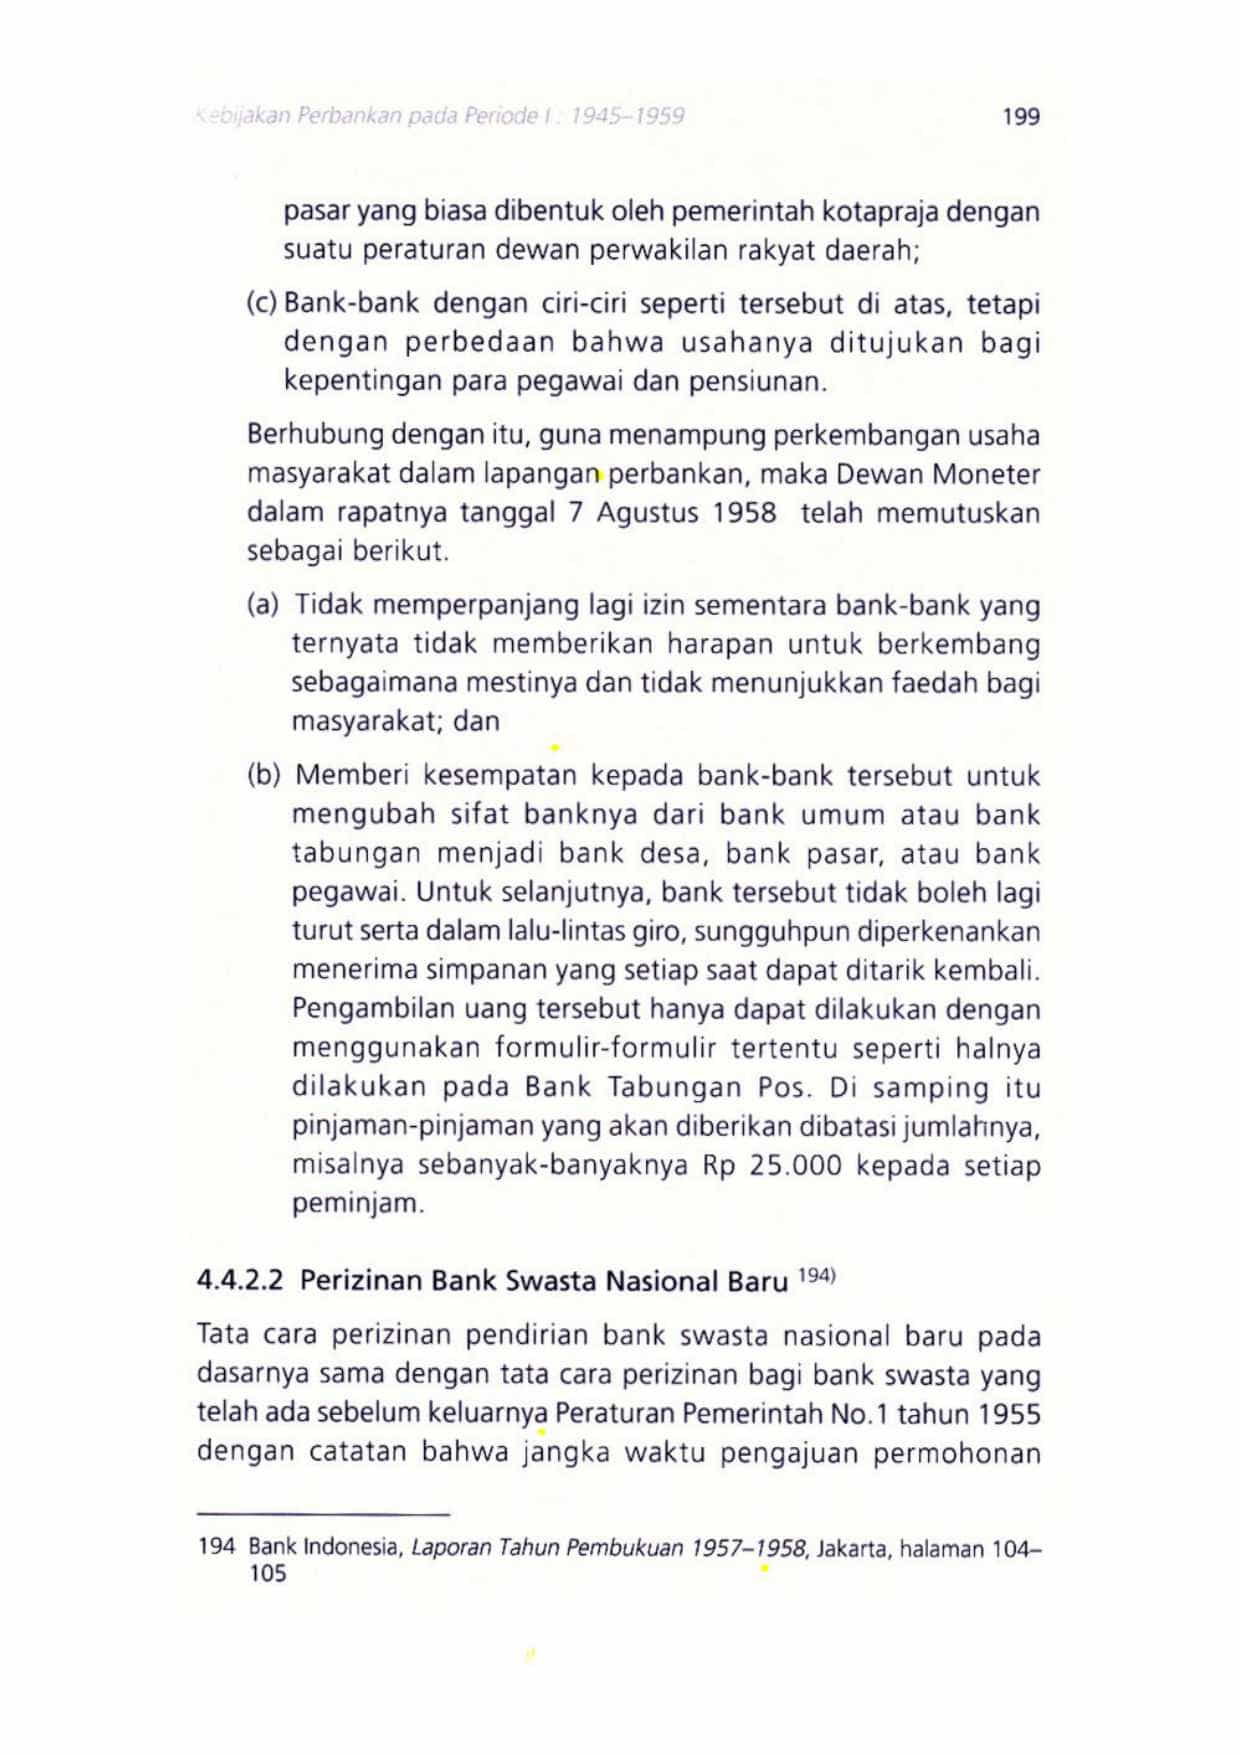 Kebijakan Perbankan pada Periode I : 1945–1959 199
pasar yang biasa dibentuk oleh pemerintah kotapraja dengan
suatu peraturan dewan perwakilan rakyat daerah;
(c) Bank-bank dengan ciri-ciri seperti tersebut di atas, tetapi
dengan perbedaan bahwa usahanya ditujukan bagi
kepentingan para pegawai dan pensiunan.
Berhubung dengan itu, guna menampung perkembangan usaha
masyarakat dalam lapangan perbankan, maka Dewan Moneter
dalam rapatnya tanggal 7 Agustus 1958 telah memutuskan
sebagai berikut.
(a) Tidak memperpanjang lagi izin sementara bank-bank yang
ternyata tidak memberikan harapan untuk berkembang
sebagaimana mestinya dan tidak menunjukkan faedah bagi
masyarakat; dan
(b) Memberi kesempatan kepada bank-bank tersebut untuk
mengubah sifat banknya dari bank umum atau bank
tabungan menjadi bank desa, bank pasar, atau bank
pegawai. Untuk selanjutnya, bank tersebut tidak boleh lagi
turut serta dalam lalu-lintas giro, sungguhpun diperkenankan
menerima simpanan yang setiap saat dapat ditarik kembali.
Pengambilan uang tersebut hanya dapat dilakukan dengan
menggunakan formulir-formulir tertentu seperti halnya
dilakukan pada Bank Tabungan Pos. Di samping itu
pinjaman-pinjaman yang akan diberikan dibatasi jumlahnya,
misalnya sebanyak-banyaknya Rp 25.000 kepada setiap
peminjam.
4.4.2.2 Perizinan Bank Swasta Nasional Baru 194)
Tata cara perizinan pendirian bank swasta nasional baru pada
dasarnya sama dengan tata cara perizinan bagi bank swasta yang
telah ada sebelum keluarnya Peraturan Pemerintah No.1 tahun 1955
dengan catatan bahwa jangka waktu pengajuan permohonan
194 Bank Indonesia, Laporan Tahun Pembukuan 1957–1958, Jakarta, halaman 104–
105